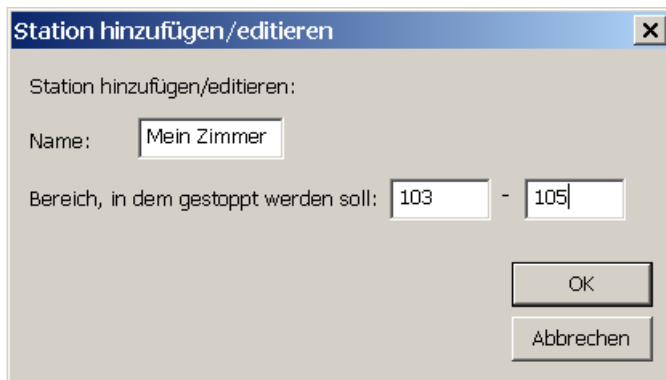 Station hinzufügen/editieren
Station hinzufügen/editieren:
Name: Mein Zimmer
Bereich, in dem gestoppt werden soll: 103 - 105
OK
Abbrechen